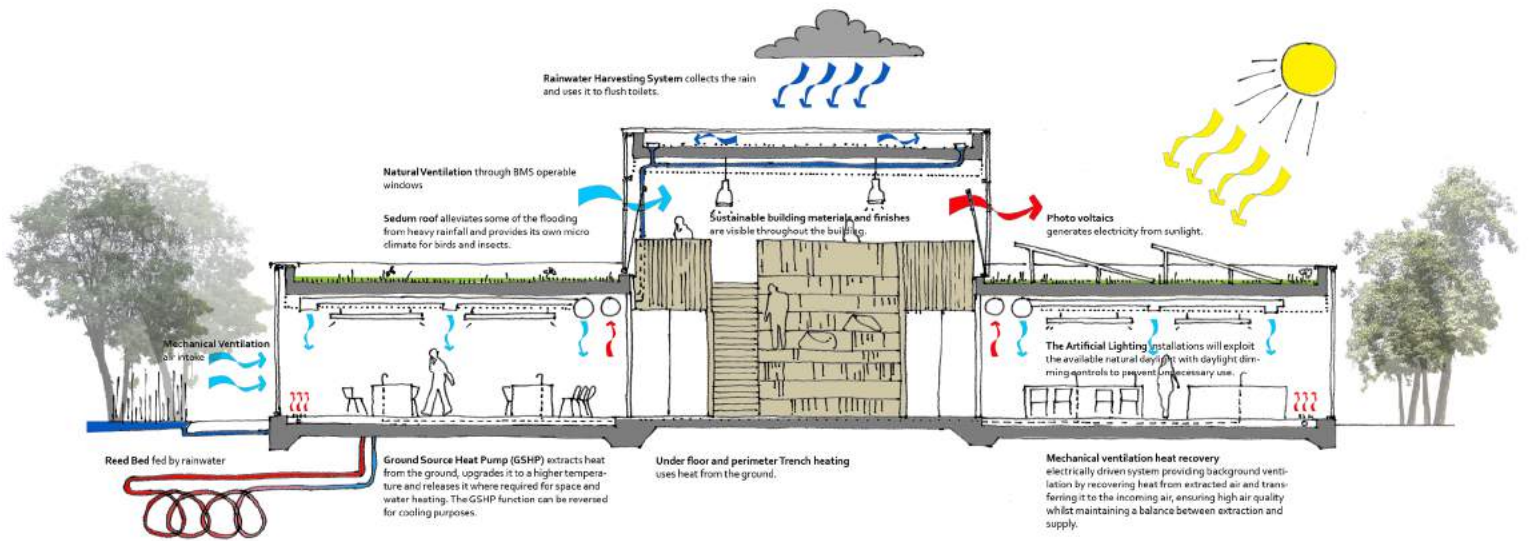 Rainwater Harvesting System collects the rain
and uses it to flush toilets.
Natural Ventilation through BMS operable
windows
Sedum roof alleviates some of the flooding
from heavy rainfall and provides its own micro
climate for birds and insects.
Sustainable building materials and finishes
are visible throughout the building.
Photo voltaics
generates electricity from sunlight.
Mechanical Ventilation
air intake
The Artificial Lighting installations will exploit
the available natural daylight with daylight dim-
ming controls to prevent unnecessary use.
Reed Bed fed by rainwater
Ground Source Heat Pump (GSHP) extracts heat
from the ground, upgrades it to a higher tempera-
ture and releases it where required for space and
water heating. The GSHP function can be reversed
for cooling purposes.
Under floor and perimeter Trench heating
uses heat from the ground.
Mechanical ventilation heat recovery
electrically driven system providing background venti-
lation by recovering heat from extracted air and trans-
ferring it to the incoming air, ensuring high air quality
whilst maintaining a balance between extraction and
supply.